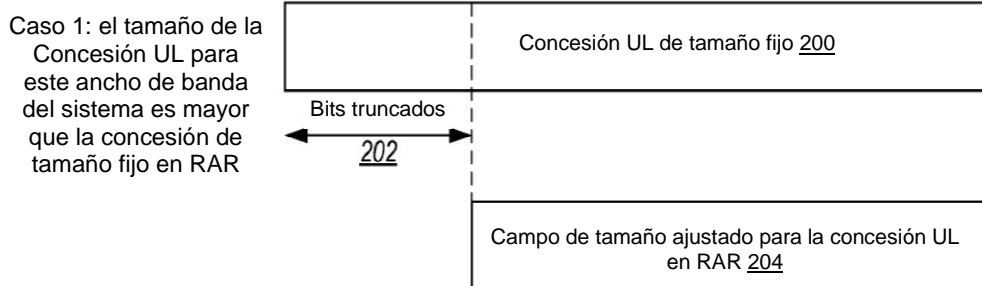 Caso 1: el tamaño de la
Concesión UL para
este ancho de banda
del sistema es mayor
que la concesión de
tamaño fijo en RAR
Concesión UL de tamaño fijo 200
Bits truncados
202
Campo de tamaño ajustado para la concesión UL
en RAR 204